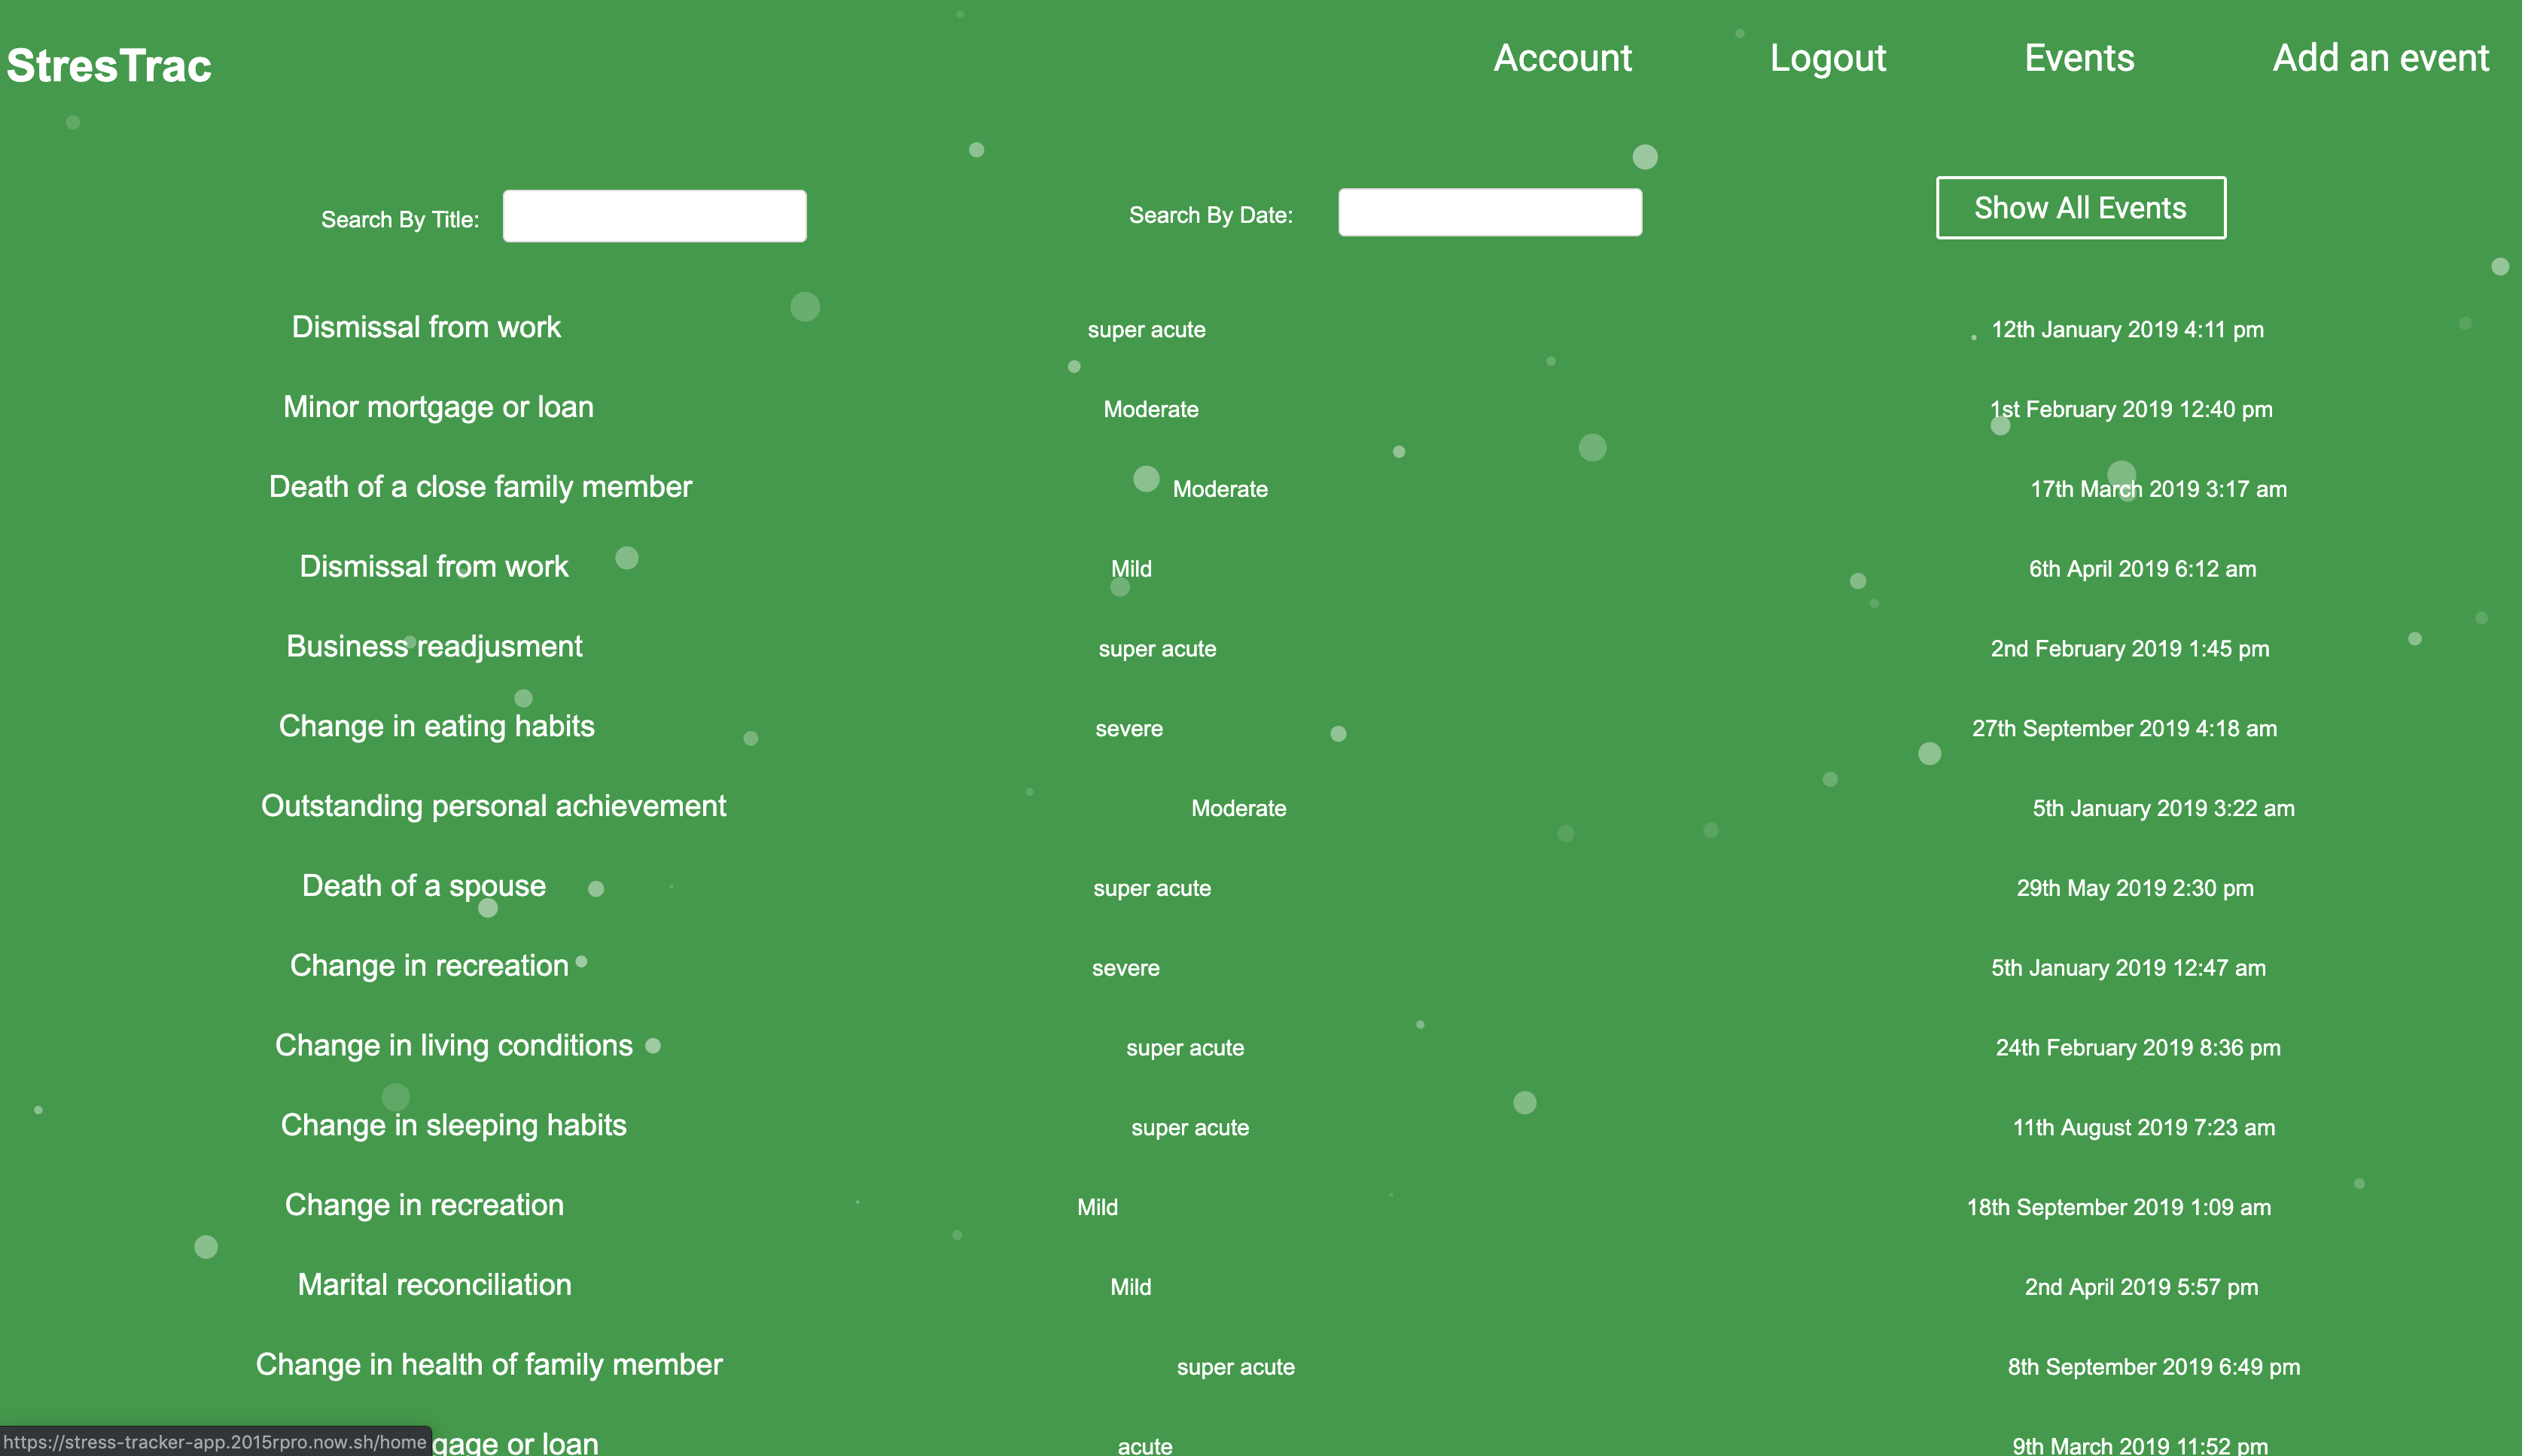 StresTrac Account Logout Events Add an event
Search By Title: Search By Date: Show All Events
Dismissal from work super acute 12th January 2019 4:11 pm
Minor mortgage or loan Moderate 1st February 2019 12:40 pm
Death of a close family member Moderate 17th March 2019 3:17 am
Dismissal from work Mild 6th April 2019 6:12 am
Business readjusment super acute 2nd February 2019 1:45 pm
Change in eating habits severe 27th September 2019 4:18 am
Outstanding personal achievement Moderate 5th January 2019 3:22 am
Death of a spouse super acute 29th May 2019 2:30 pm
Change in recreation severe 5th January 2019 12:47 am
Change in living conditions super acute 24th February 2019 8:36 pm
Change in sleeping habits super acute 11th August 2019 7:23 am
Change in recreation Mild 18th September 2019 1:09 am
Marital reconciliation Mild 2nd April 2019 5:57 pm
Change in health of family member super acute 8th September 2019 6:49 pm
gage or loan acute 9th March 2019 11:52 pm
https://stress-tracker-app.2015rpro.now.sh/home